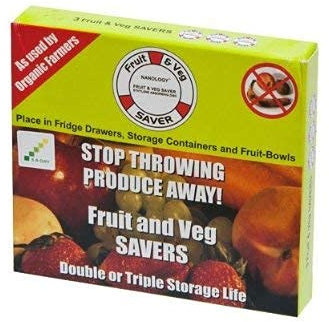 3 Fruit & Veg SAVERS
As used by
Organic Farmers
Fruit & Veg
NANOLOGY
FRUIT & VEG SAVER
SAVER
Place in Fridge Drawers, Storage Containers and Fruit-Bowls
5 A DAY
STOP THROWING
PRODUCE AWAY!
Fruit and Veg
SAVERS
Double or Triple Storage Life